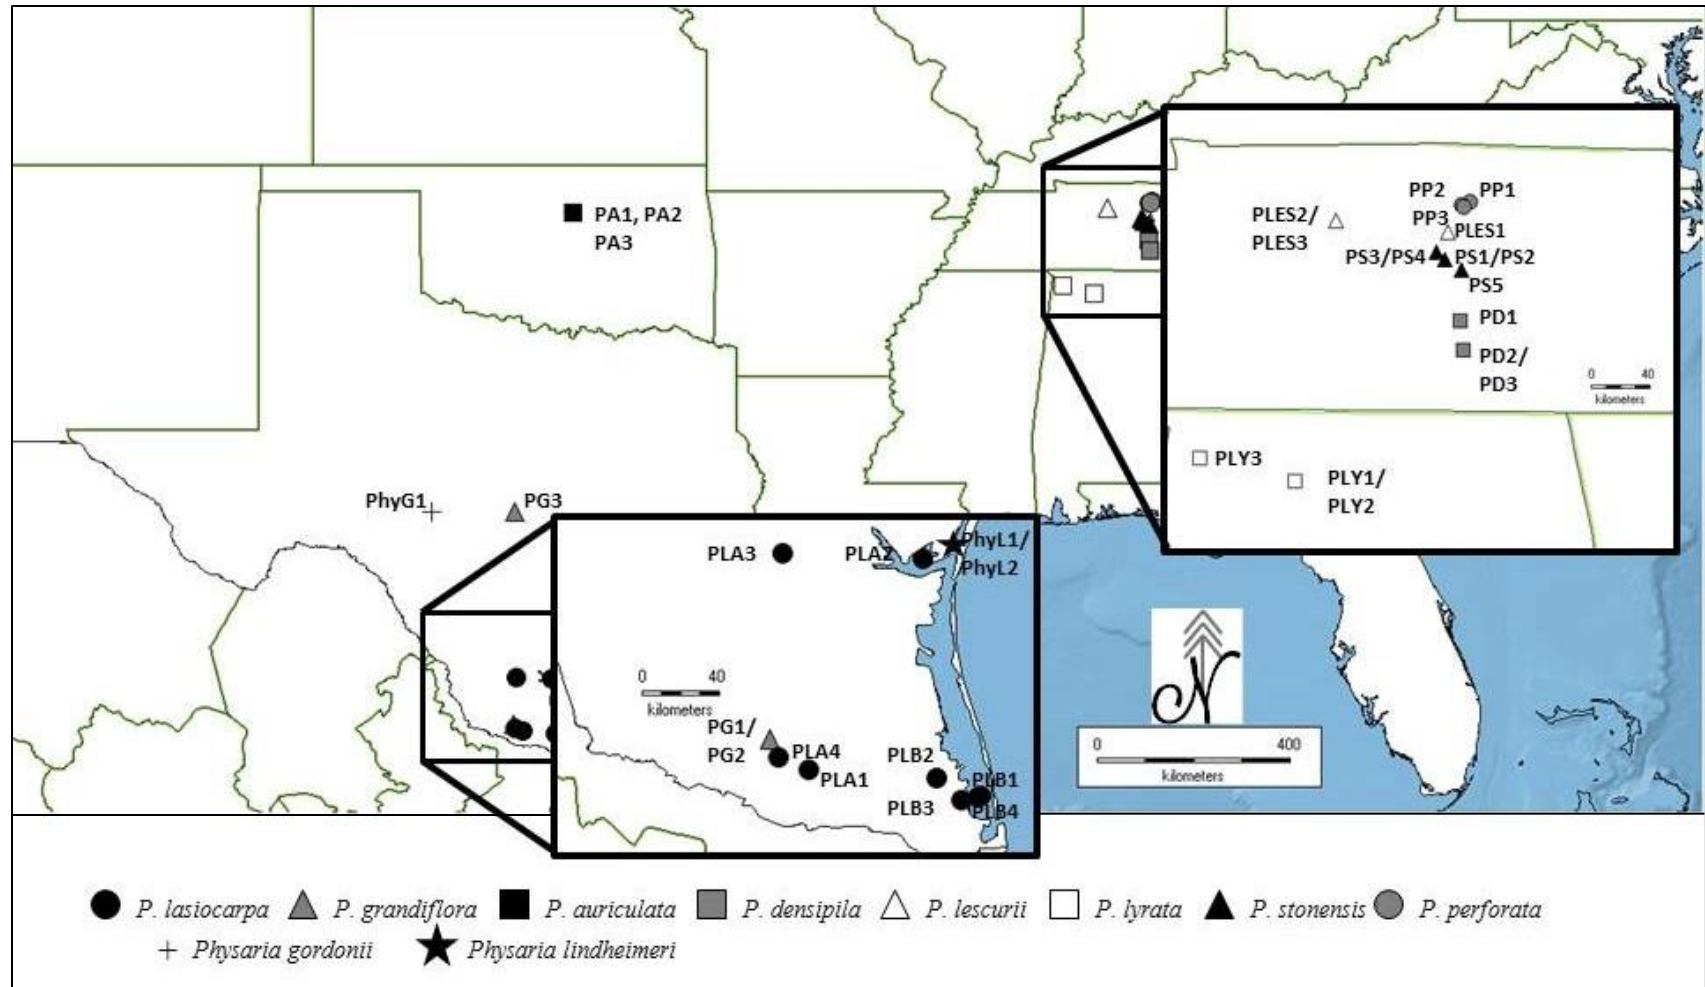 PA1, PA2
PA3
PhyG1
PG3
PP2
PP1
PP3
PLES2/
PLES3
PLES1
PS3/PS4
PS1/PS2
PS5
PD1
PD2/
PD3
0 40
kilometers
PLY3
PLY1/
PLY2
PLA3
PLA2
PhyL1/
PhyL2
0 40
kilometers
PG1/
PG2
PLA4
PLA1
PLB2
PLB1
PLB3
PLB4
N
0 400
kilometers
P. lasiocarpa P. grandiflora P. auriculata P. densipila P. lescurii P. lyrata P. stonensis P. perforata
Physaria gordonii Physaria lindheimeri